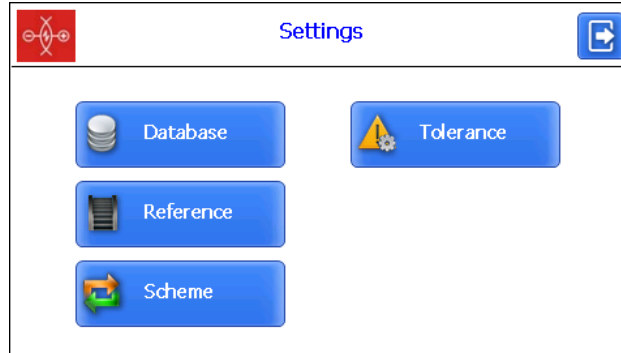 Settings
Database
Tolerance
Reference
Scheme